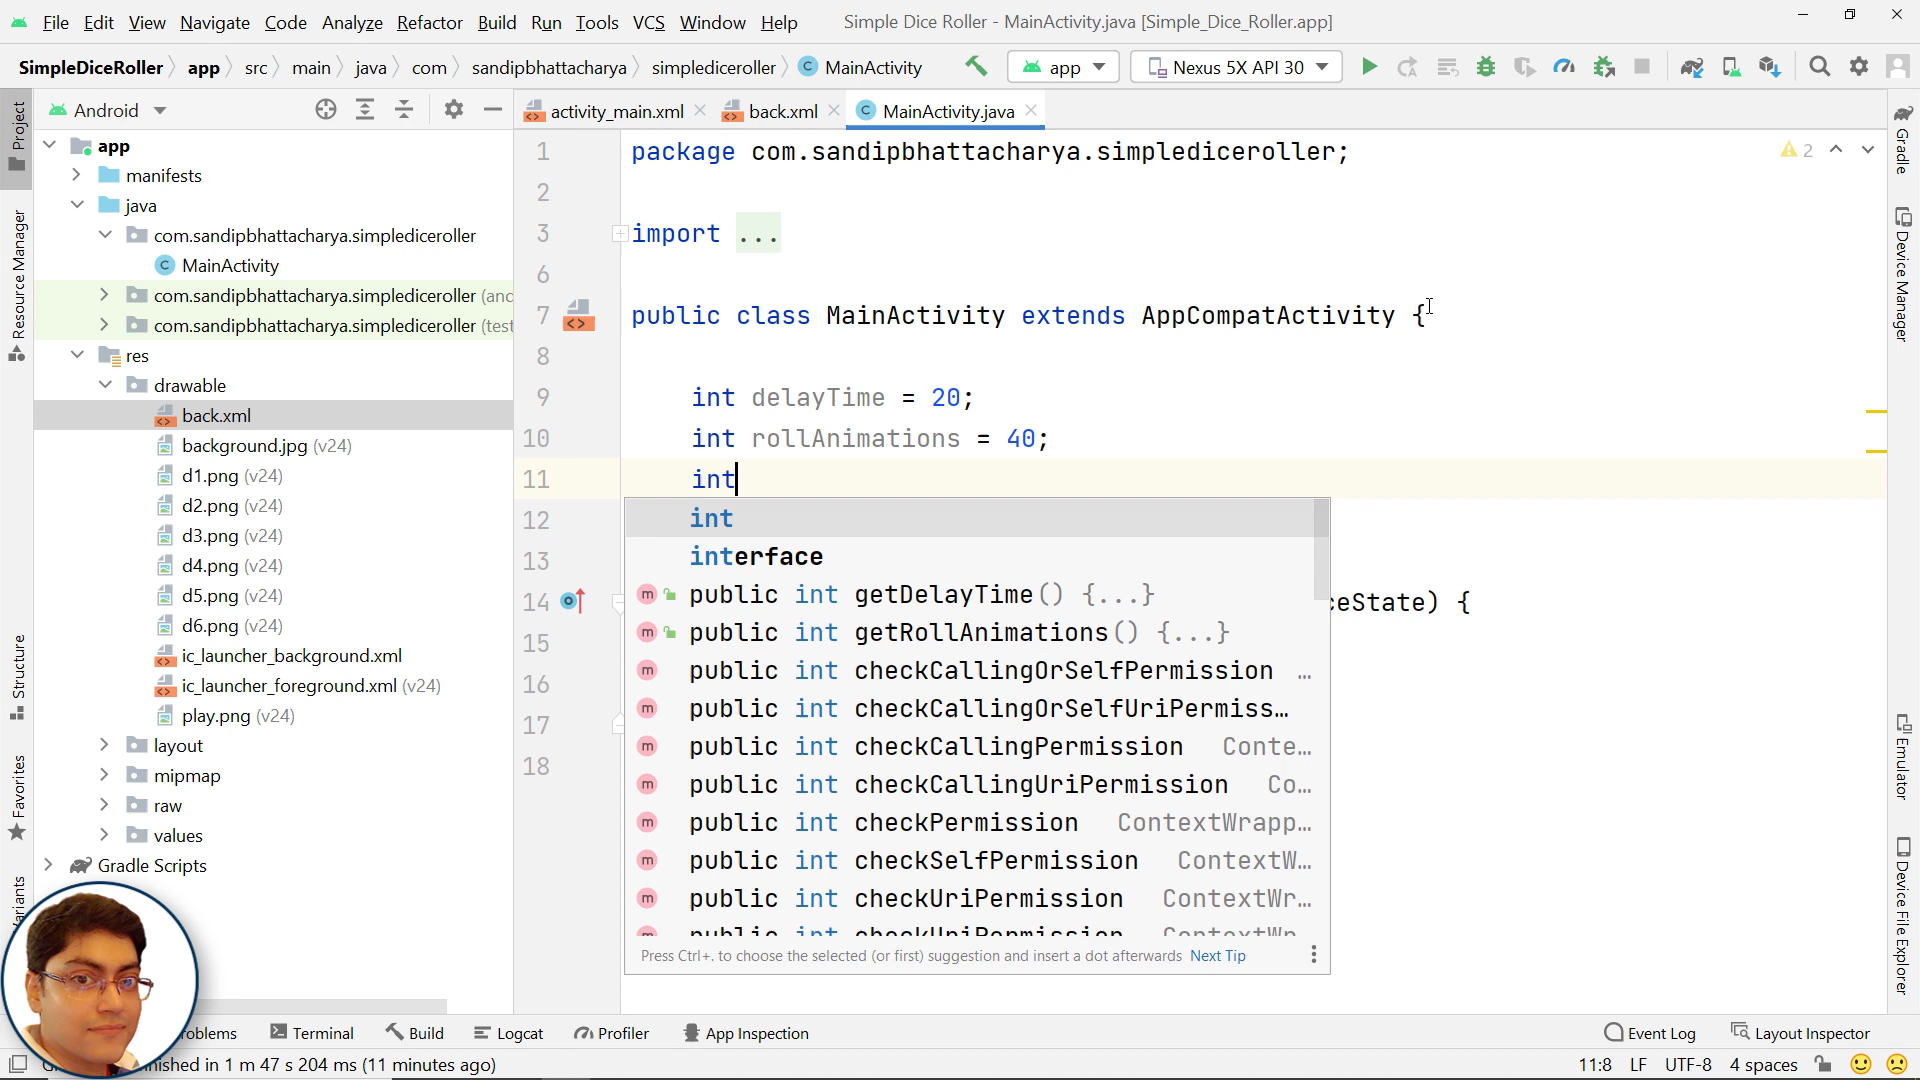 File Edit View Navigate Code Analyze Refactor Build Run Tools VCS Window Help Simple Dice Roller - MainActivity.java [Simple_Dice_Roller.app]
SimpleDiceRoller app src main java com sandipbhattacharya simplediceroller MainActivity app Nexus 5X API 30
Android activity_main.xml back.xml MainActivity.java
Project
Resource Manager
Structure
Favorites
app
manifests
java
com.sandipbhattacharya.simplediceroller
MainActivity
com.sandipbhattacharya.simplediceroller
com.sandipbhattacharya.simplediceroller
res
drawable
back.xml
background.jpg (v24)
d1.png (v24)
d2.png (v24)
d3.png (v24)
d4.png (v24)
d5.png (v24)
d6.png (v24)
ic_launcher_background.xml
ic_launcher_foreground.xml (v24)
play.png (v24)
layout
mipmap
raw
values
Gradle Scripts
1 package com.sandipbhattacharya.simplediceroller; 2
2
3 import ...
6
7 public class MainActivity extends AppCompatActivity {
8
9 int delayTime = 20;
10 int rollAnimations = 40;
11 int
12
13
14 eState) {
15
16
17
18
int
interface
public int getDelayTime() {...}
public int getRollAnimations() {...}
public int checkCallingOrSelfPermission ...
public int checkCallingOrSelfUriPermiss...
public int checkCallingPermission Conte...
public int checkCallingUriPermission Co...
public int checkPermission ContextWrapp...
public int checkSelfPermission ContextW...
public int checkUriPermission ContextWr...
Press Ctrl+. to choose the selected (or first) suggestion and insert a dot afterwards Next Tip
Gradle
Device Manager
Emulator
Device File Explorer
Terminal Build Logcat Profiler App Inspection Event Log Layout Inspector
in 1 m 47 s 204 ms (11 minutes ago) 11:8 LF UTF-8 4 spaces